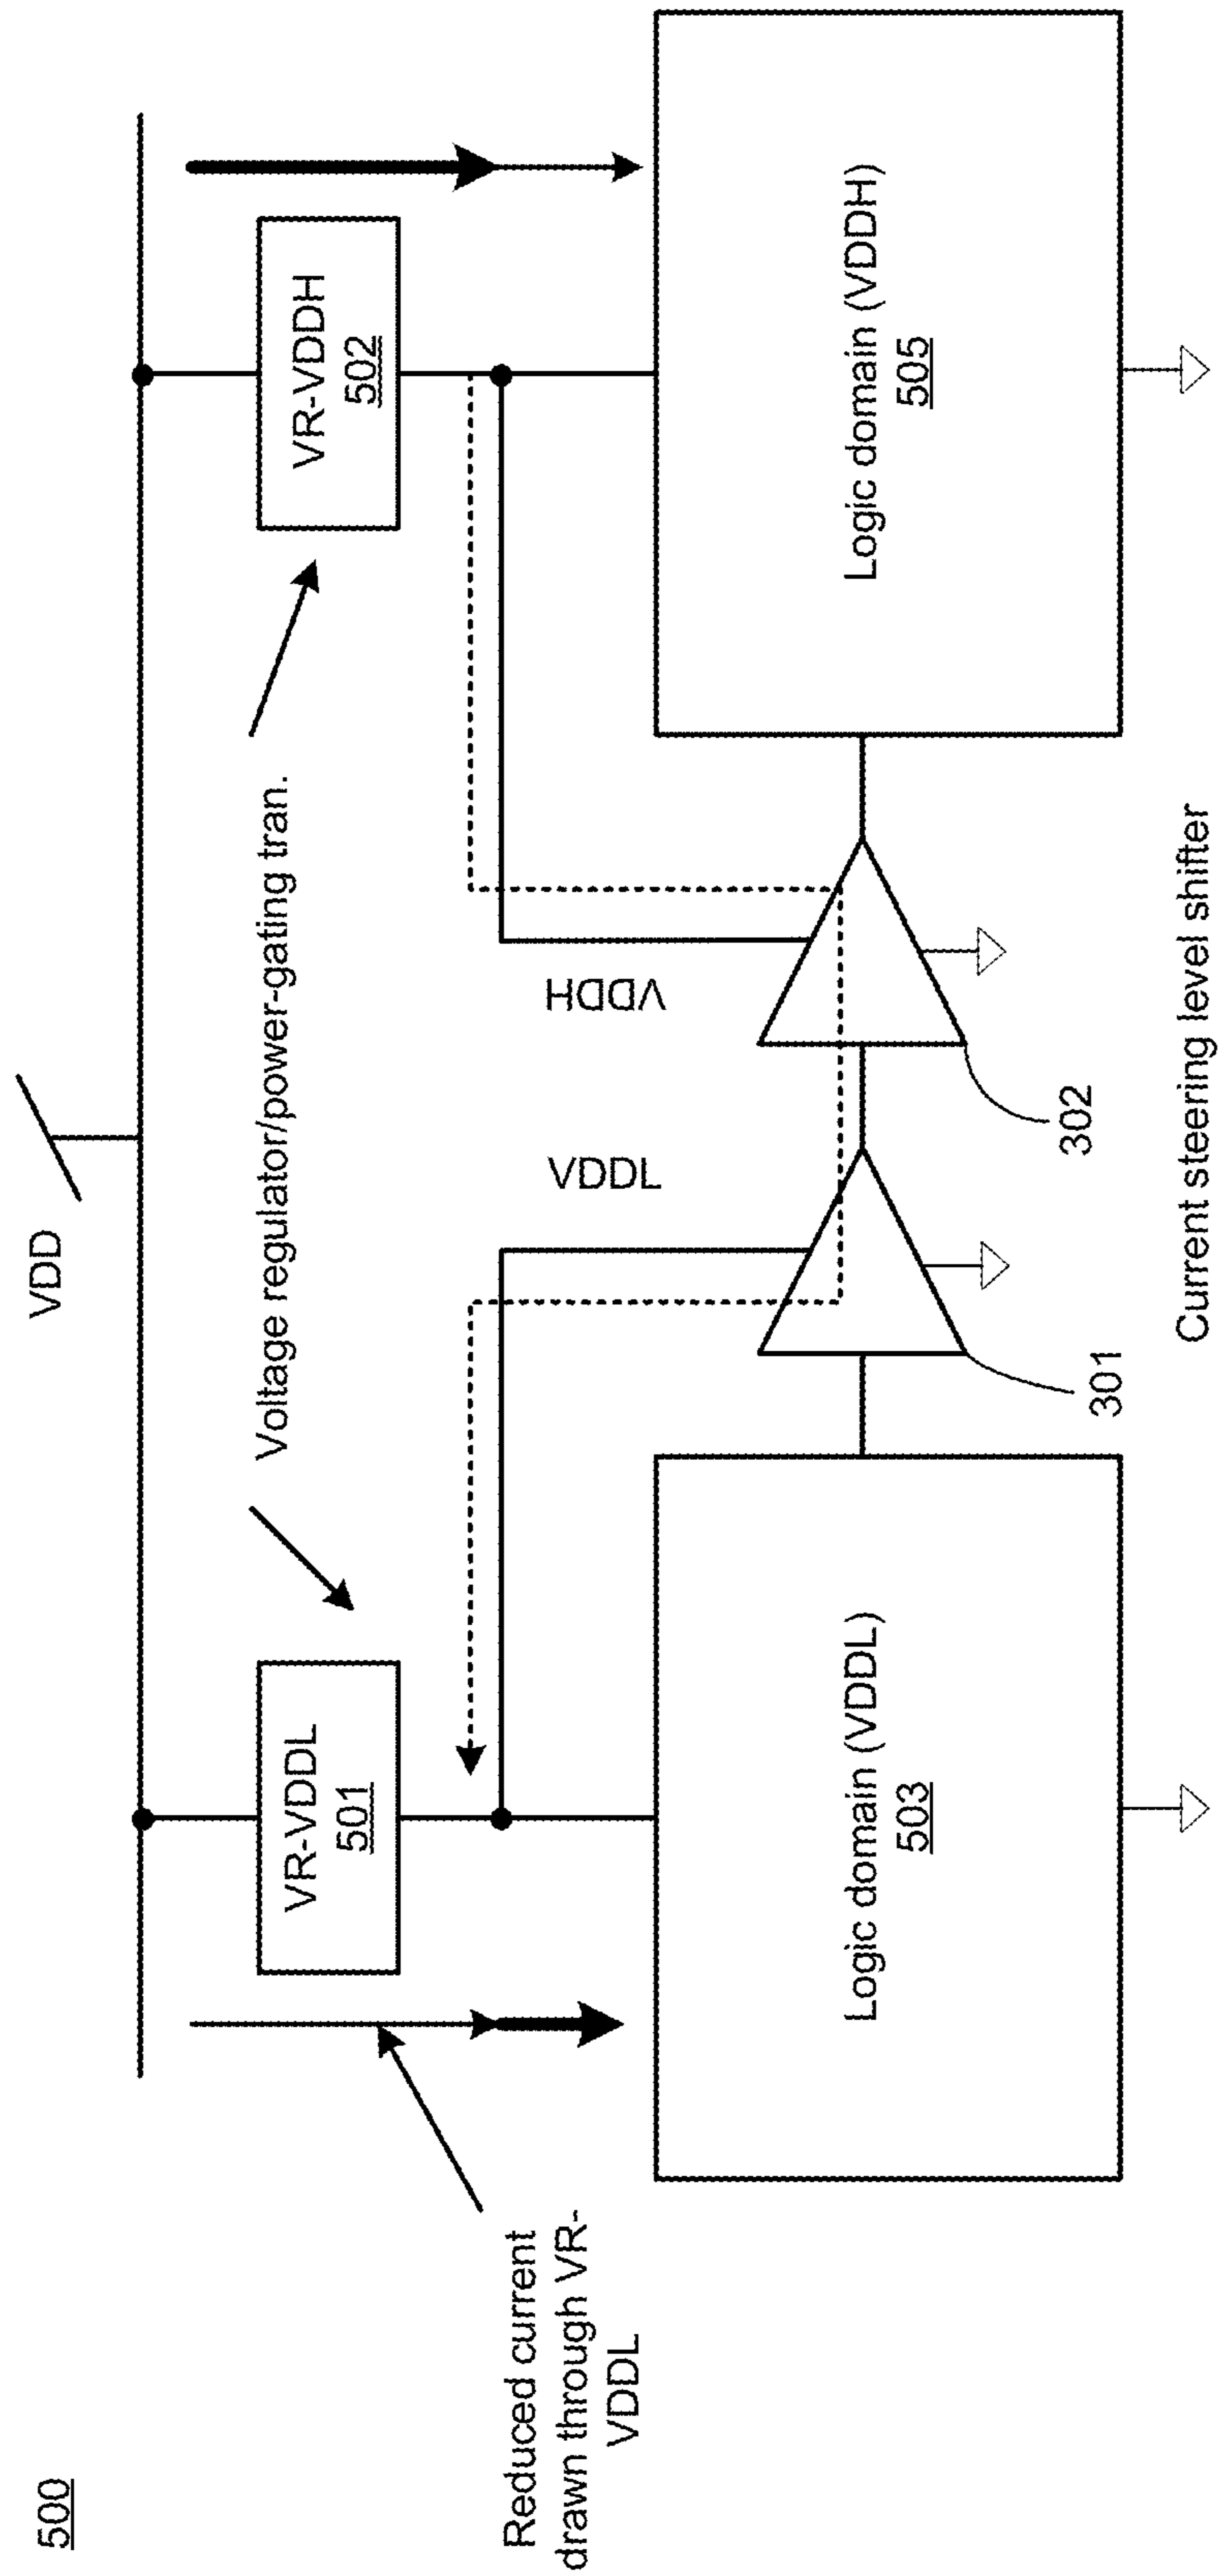 500
VDD
Voltage regulator/power-gating tran.
VR-VDDL
501
VR-VDDH
502
Reduced current
drawn through VR-
VDDL
VDDL
VDDH
Logic domain (VDDL)
503
Logic domain (VDDH)
505
301
302
Current steering level shifter